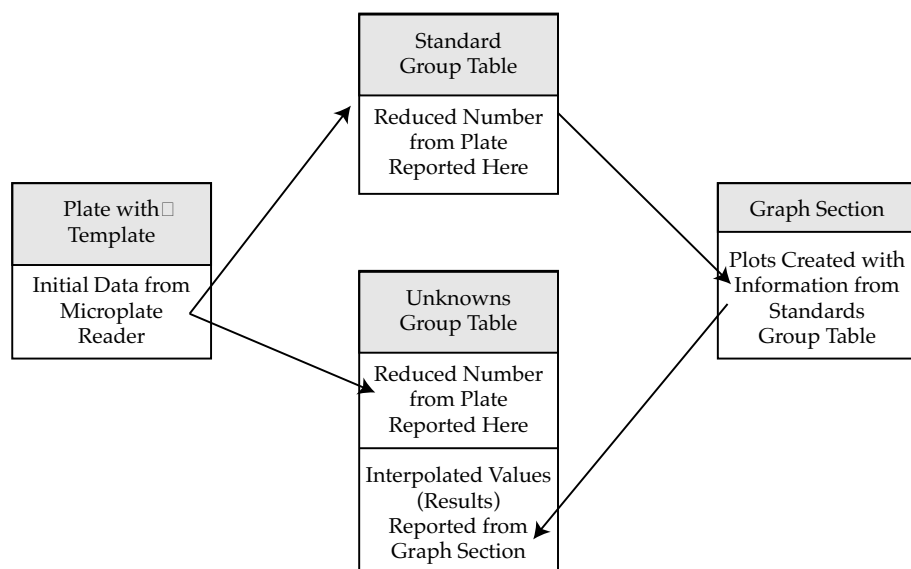 Plate with□
Template
Initial Data from
Microplate
Reader
Standard
Group Table
Reduced Number
from Plate
Reported Here
Unknowns
Group Table
Reduced Number
from Plate
Reported Here
Interpolated Values
(Results)
Reported from
Graph Section
Graph Section
Plots Created with
Information from
Standards
Group Table